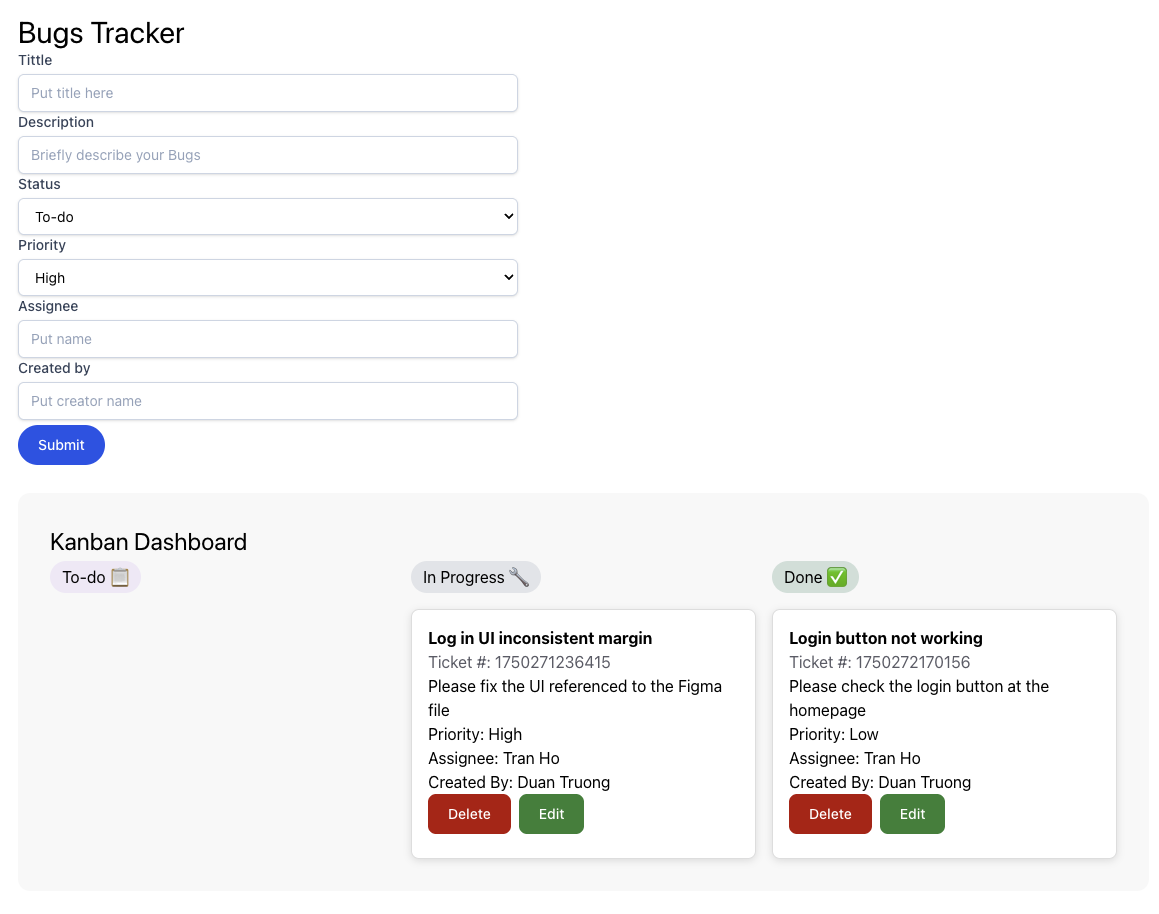 Bugs Tracker
Tittle
Put title here
Description
Briefly describe your Bugs
Status
To-do
Priority
High
Assignee
Put name
Created by
Put creator name
Submit
Kanban Dashboard
To-do 📋
In Progress 🔧
Log in UI inconsistent margin
Ticket #: 1750271236415
Please fix the UI referenced to the Figma
file
Priority: High
Assignee: Tran Ho
Created By: Duan Truong
Delete Edit
Done ✅
Login button not working
Ticket #: 1750272170156
Please check the login button at the
homepage
Priority: Low
Assignee: Tran Ho
Created By: Duan Truong
Delete Edit